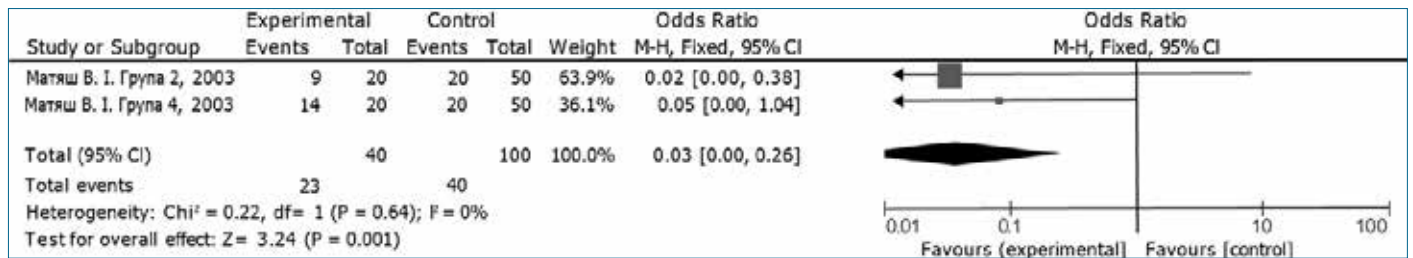 Experimental Control Odds Ratio Odds Ratio
Study or Subgroup Events Total Events Total Weight M-H, Fixed, 95% CI M-H, Fixed, 95% CI
Матяш В. І. Група 2, 2003 9 20 20 50 63.9% 0.02 [0.00, 0.38]
Матяш В. І. Група 4, 2003 14 20 20 50 36.1% 0.05 [0.00, 1.04]
Total (95% CI) 40 100 100.0% 0.03 [0.00, 0.26]
Total events 23 40
Heterogeneity: Chi² = 0.22, df= 1 (P = 0.64); I² = 0%
Test for overall effect: Z= 3.24 (P = 0.001)
0.01 0.1 1 10 100
Favours (experimental] Favours [control]